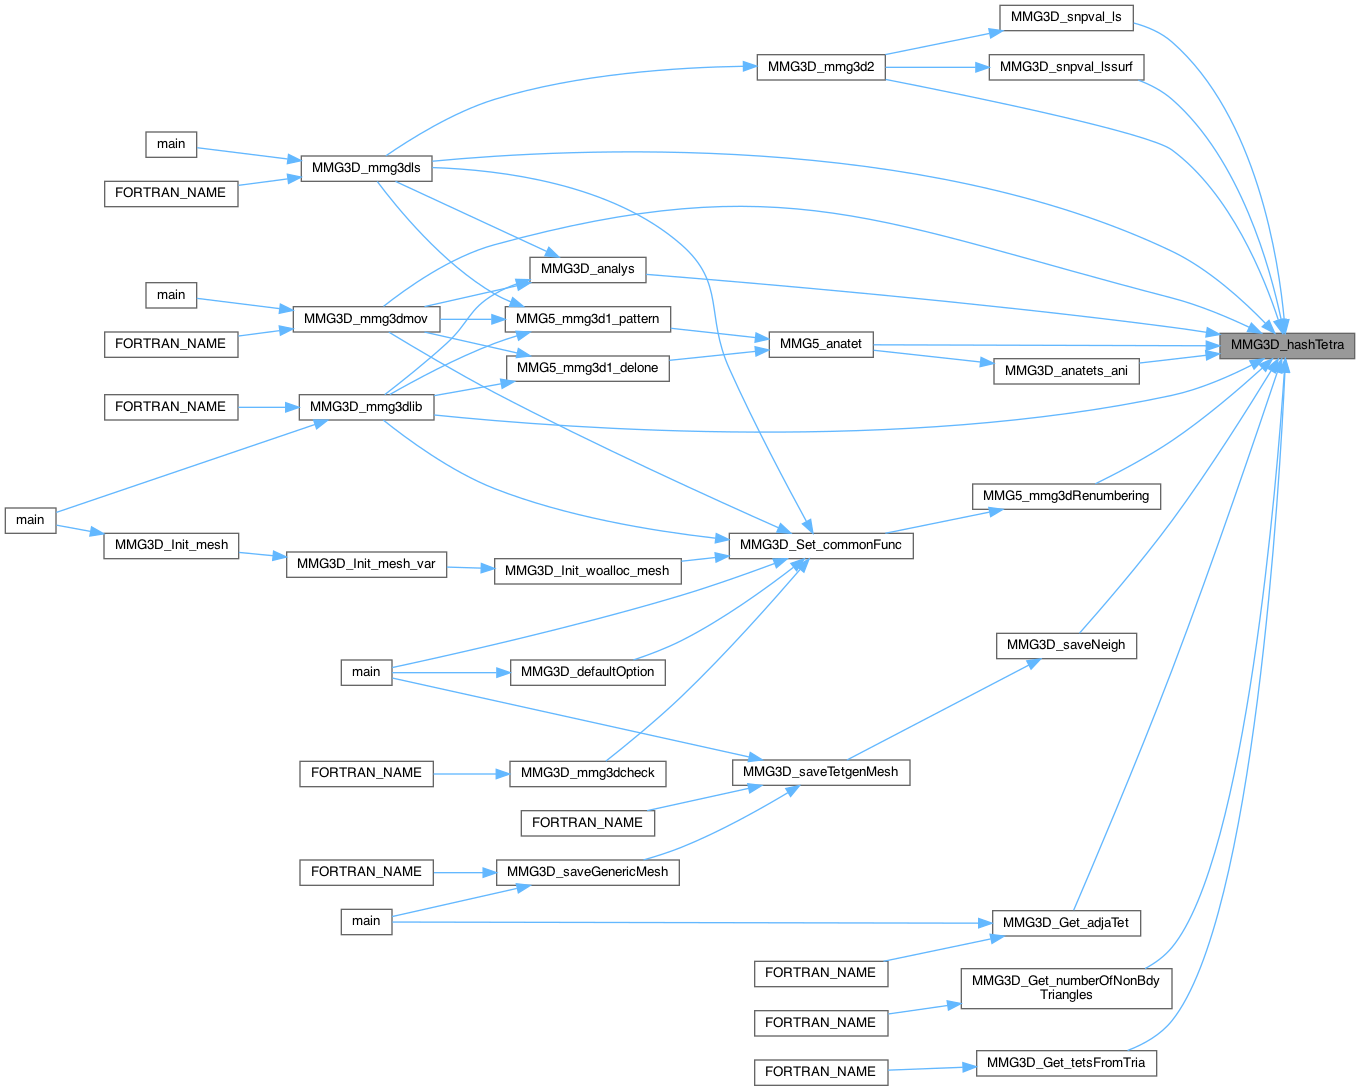 MMG3D_snpval_ls
MMG3D_mmg3d2
MMG3D_snpval_lssurf
main
MMG3D_mmg3dls
FORTRAN_NAME
MMG3D_analys
main
MMG3D_mmg3dmov
MMG5_mmg3d1_pattern
FORTRAN_NAME
MMG5_anatet
MMG3D_hashTetra
MMG5_mmg3d1_delone
MMG3D_anatets_ani
FORTRAN_NAME
MMG3D_mmg3dlib
MMG5_mmg3dRenumbering
main
MMG3D_Init_mesh
MMG3D_Set_commonFunc
MMG3D_Init_mesh_var
MMG3D_Init_woalloc_mesh
MMG3D_saveNeigh
main
MMG3D_defaultOption
FORTRAN_NAME
MMG3D_mmg3dcheck
MMG3D_saveTetgenMesh
FORTRAN_NAME
FORTRAN_NAME
MMG3D_saveGenericMesh
main
MMG3D_Get_adjaTet
FORTRAN_NAME
MMG3D_Get_numberOfNonBdy
Triangles
FORTRAN_NAME
MMG3D_Get_tetsFromTria
FORTRAN_NAME